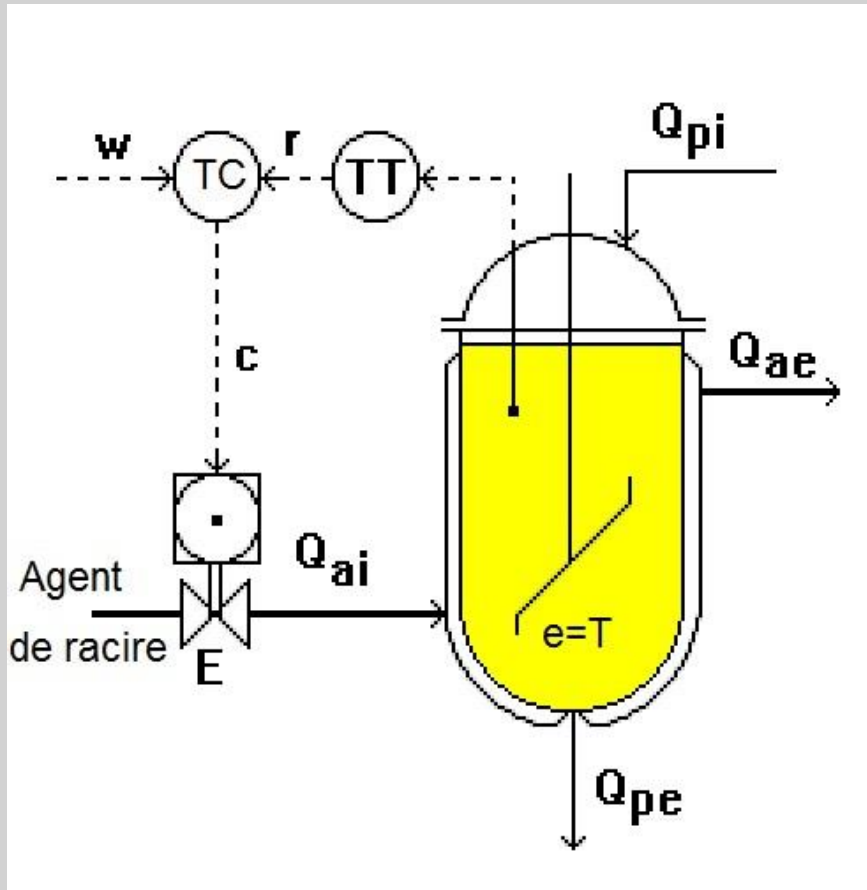 w
TC
r
TT
Qpi
c
Qae
Agent
de racire
E
Qai
e=T
Qpe